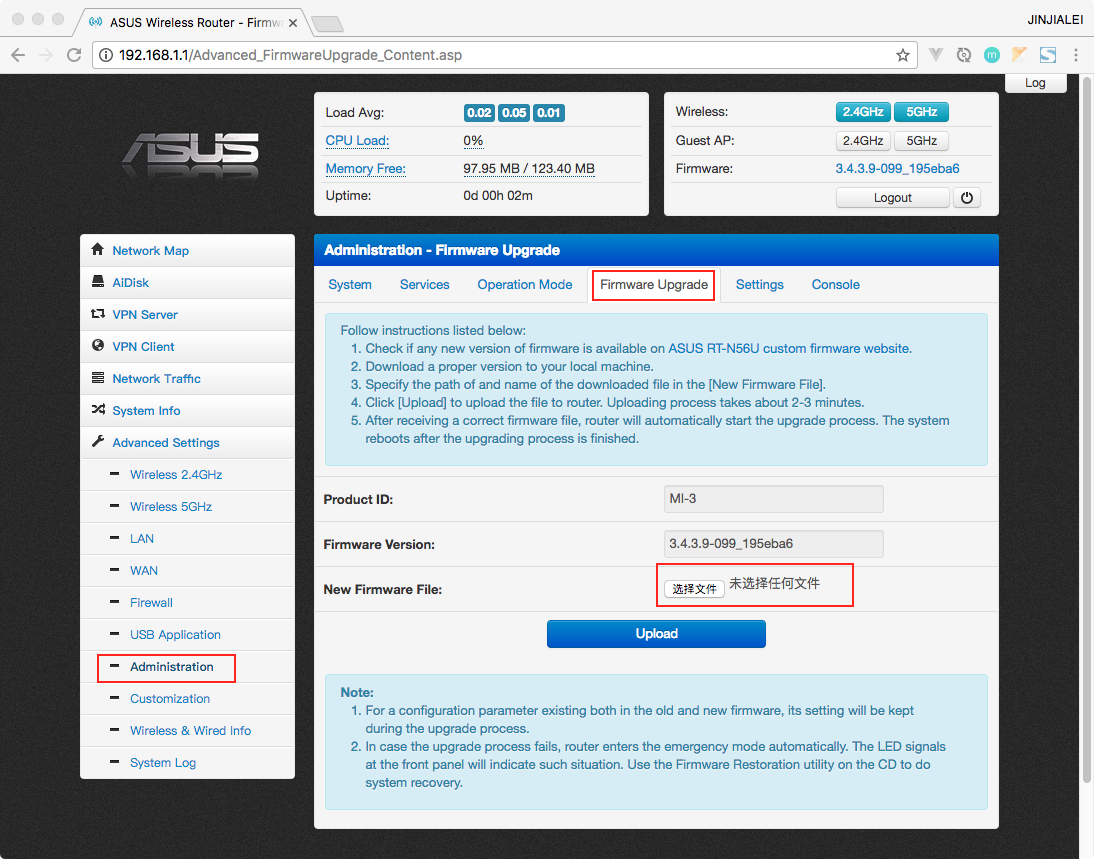 ASUS Wireless Router - Firmw
JINJIALEI
192.168.1.1/Advanced_FirmwareUpgrade_Content.asp
Log
ASUS
Load Avg: 0.02 0.05 0.01
CPU Load: 0%
Memory Free: 97.95 MB / 123.40 MB
Uptime: 0d 00h 02m
Wireless: 2.4GHz 5GHz
Guest AP: 2.4GHz 5GHz
Firmware: 3.4.3.9-099_195eba6
Logout
Network Map
AiDisk
VPN Server
VPN Client
Network Traffic
System Info
Advanced Settings
Wireless 2.4GHz
Wireless 5GHz
LAN
WAN
Firewall
USB Application
Administration
Customization
Wireless & Wired Info
System Log
Administration - Firmware Upgrade
System Services Operation Mode Firmware Upgrade Settings Console
Follow instructions listed below:
1. Check if any new version of firmware is available on ASUS RT-N56U custom firmware website.
2. Download a proper version to your local machine.
3. Specify the path of and name of the downloaded file in the [New Firmware File].
4. Click [Upload] to upload the file to router. Uploading process takes about 2-3 minutes.
5. After receiving a correct firmware file, router will automatically start the upgrade process. The system
reboots after the upgrading process is finished.
Product ID: MI-3
Firmware Version: 3.4.3.9-099_195eba6
New Firmware File: 选择文件 未选择任何文件
Upload
Note:
1. For a configuration parameter existing both in the old and new firmware, its setting will be kept
during the upgrade process.
2. In case the upgrade process fails, router enters the emergency mode automatically. The LED signals
at the front panel will indicate such situation. Use the Firmware Restoration utility on the CD to do
system recovery.